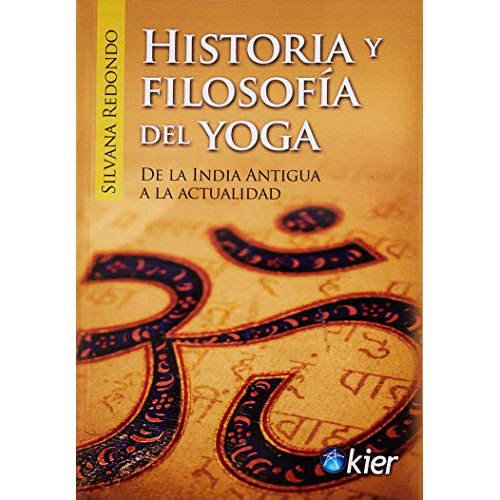 SILVANA REDONDO
HISTORIA Y
FILOSOFÍA
DEL YOGA
DE LA INDIA ANTIGUA
A LA ACTUALIDAD
kier